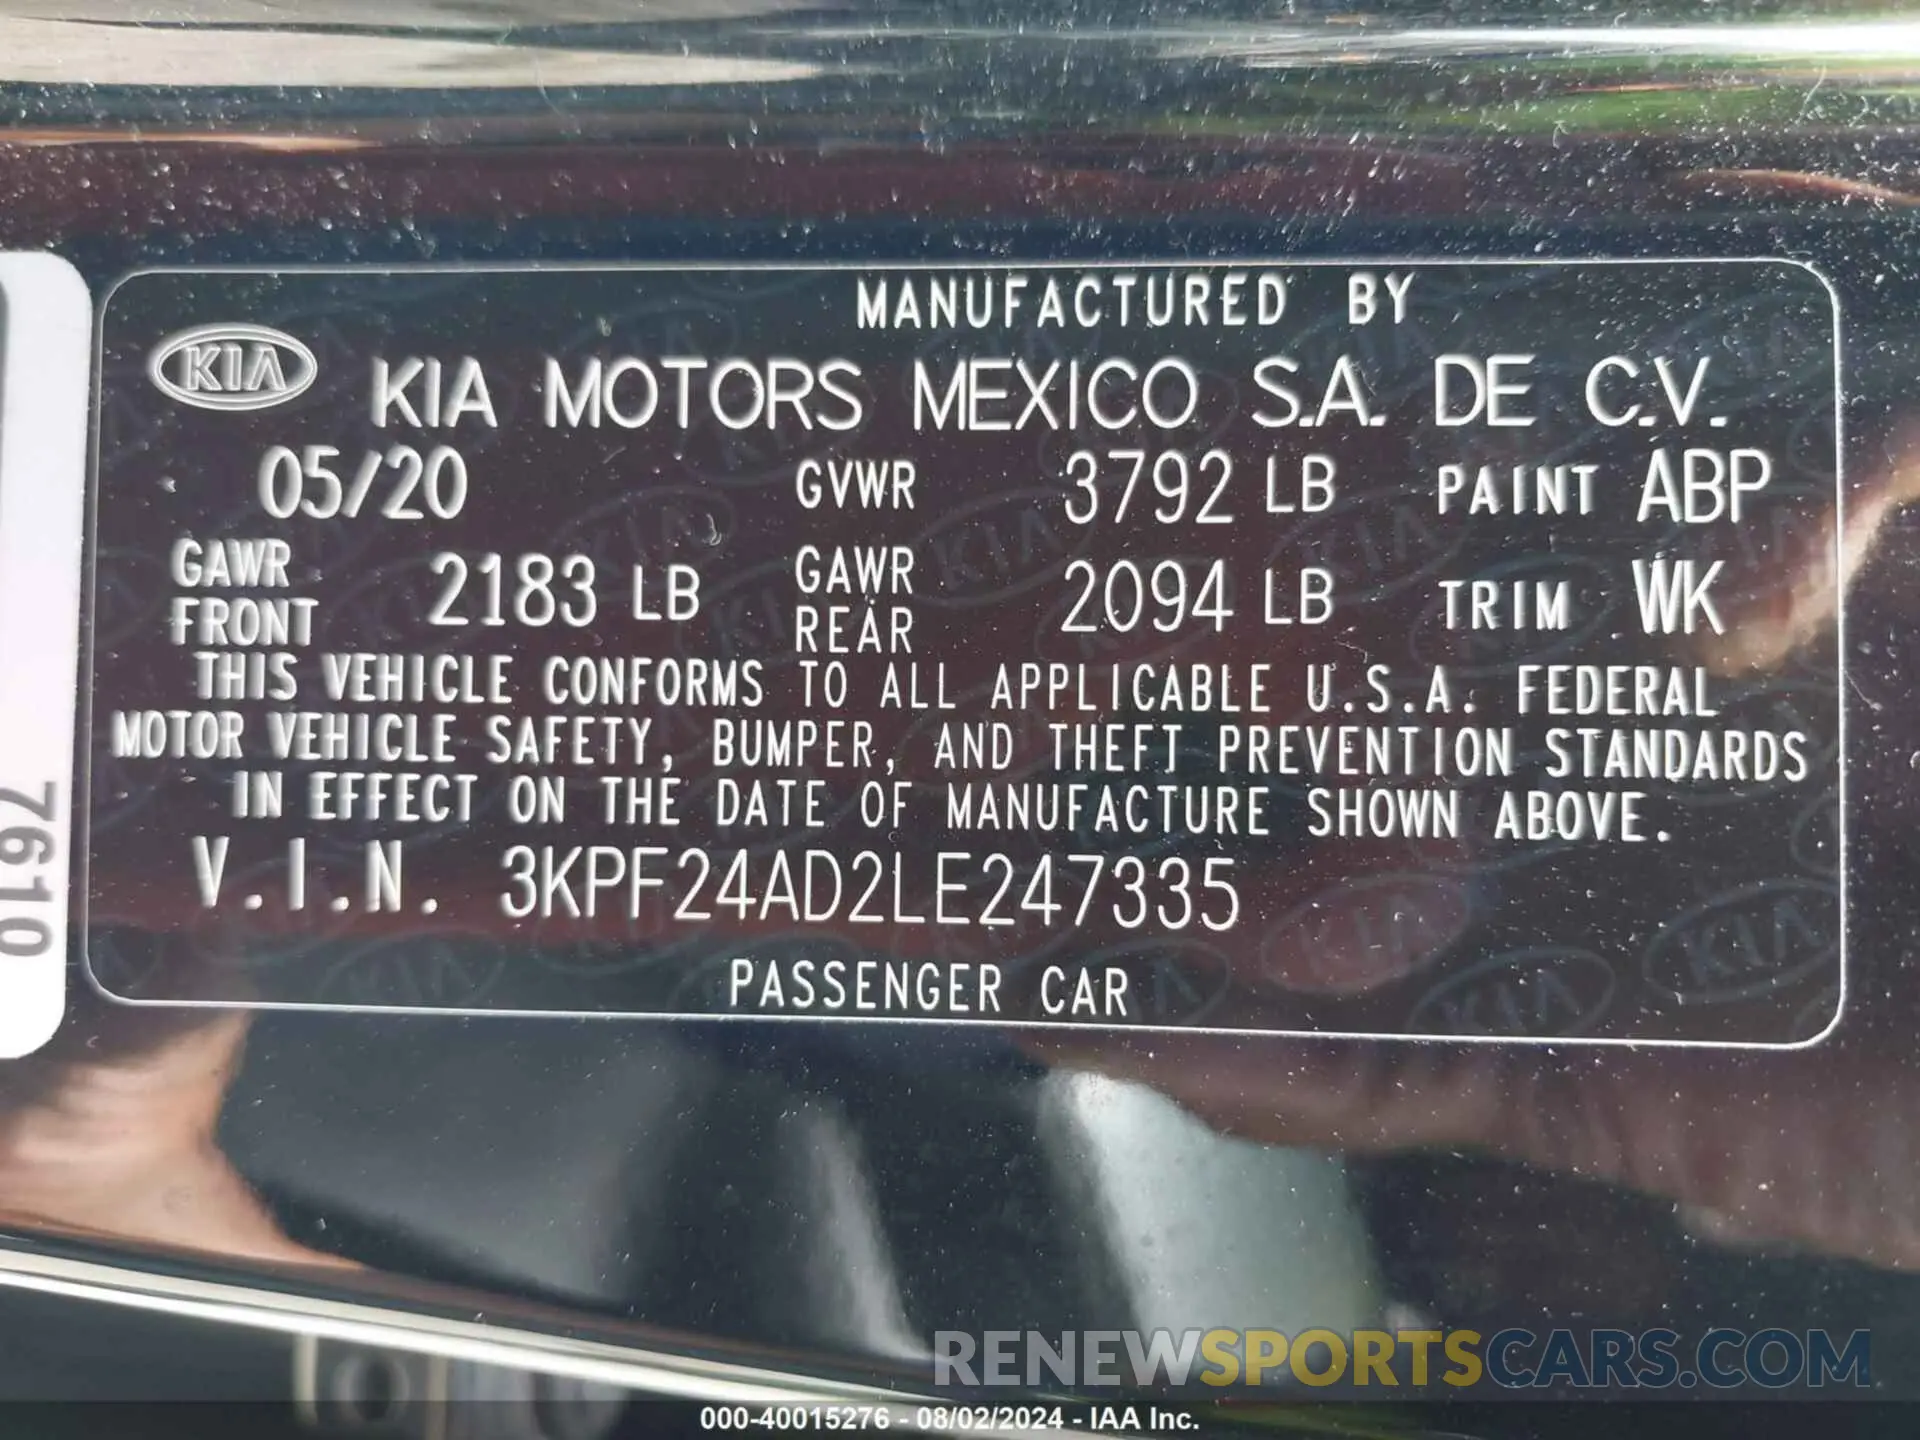 MANUFACTURED BY
KIA KIA MOTORS MEXICO S.A. DE C.V.
05/20 GVWR 3792 LB PAINT ABP
GAWR FRONT 2183 LB GAWR REAR 2094 LB TRIM WK
THIS VEHICLE CONFORMS TO ALL APPLICABLE U.S.A. FEDERAL
MOTOR VEHICLE SAFETY, BUMPER, AND THEFT PREVENTION STANDARDS
IN EFFECT ON THE DATE OF MANUFACTURE SHOWN ABOVE.
V.I.N. 3KPF24AD2LE247335
PASSENGER CAR
7610
RENEWSPORTSCARS.COM
000-40015276 - 08/02/2024 - IAA Inc.